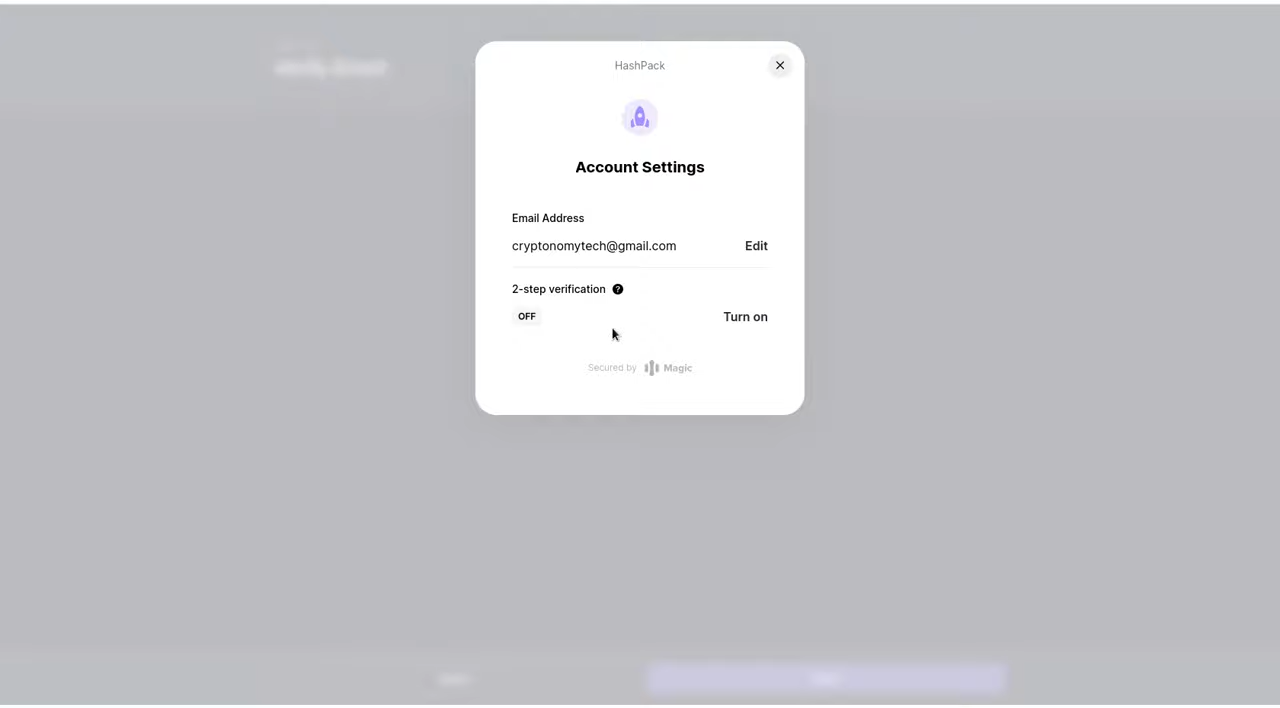 HashPack
Account Settings
Email Address
cryptonomytech@gmail.com Edit
2-step verification ?
OFF Turn on
Secured by Magic